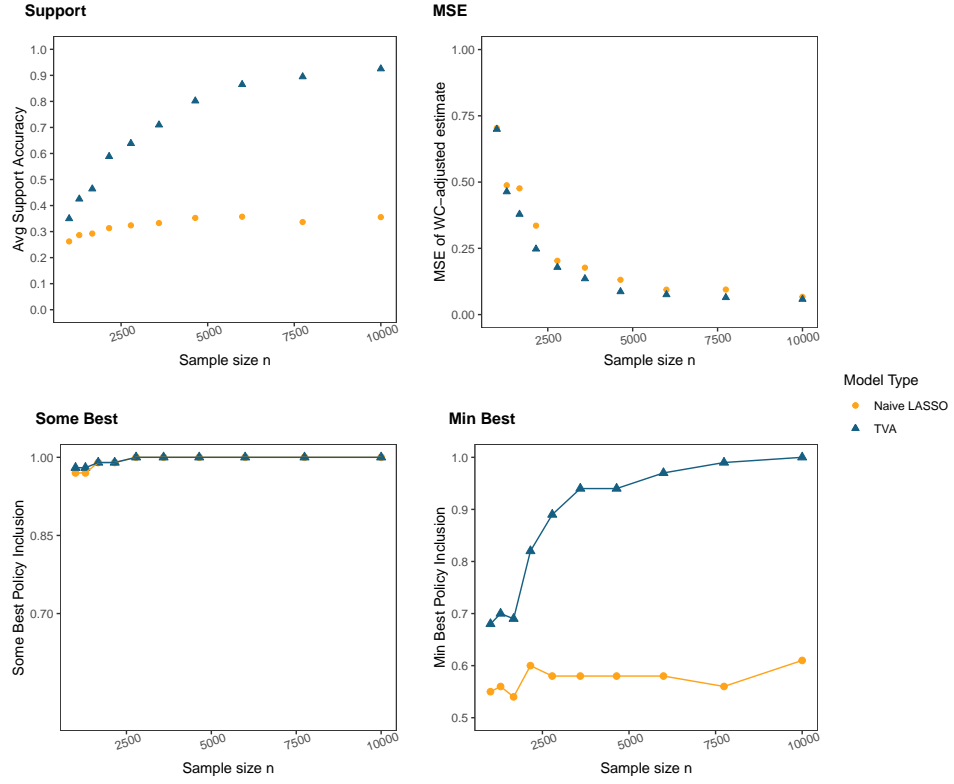 Support
Avg Support Accuracy
1.0
0.9
0.8
0.7
0.6
0.5
0.4
0.3
0.2
0.1
0.0
2500
5000
7500
10000
Sample size n
MSE
MSE of WC−adjusted estimate
1.00
0.75
0.50
0.25
0.00
2500
5000
7500
10000
Sample size n
Model Type
Naive LASSO
TVA
Some Best
Some Best Policy Inclusion
1.00
0.85
0.70
2500
5000
7500
10000
Sample size n
Min Best
Min Best Policy Inclusion
1.0
0.9
0.8
0.7
0.6
0.5
2500
5000
7500
10000
Sample size n